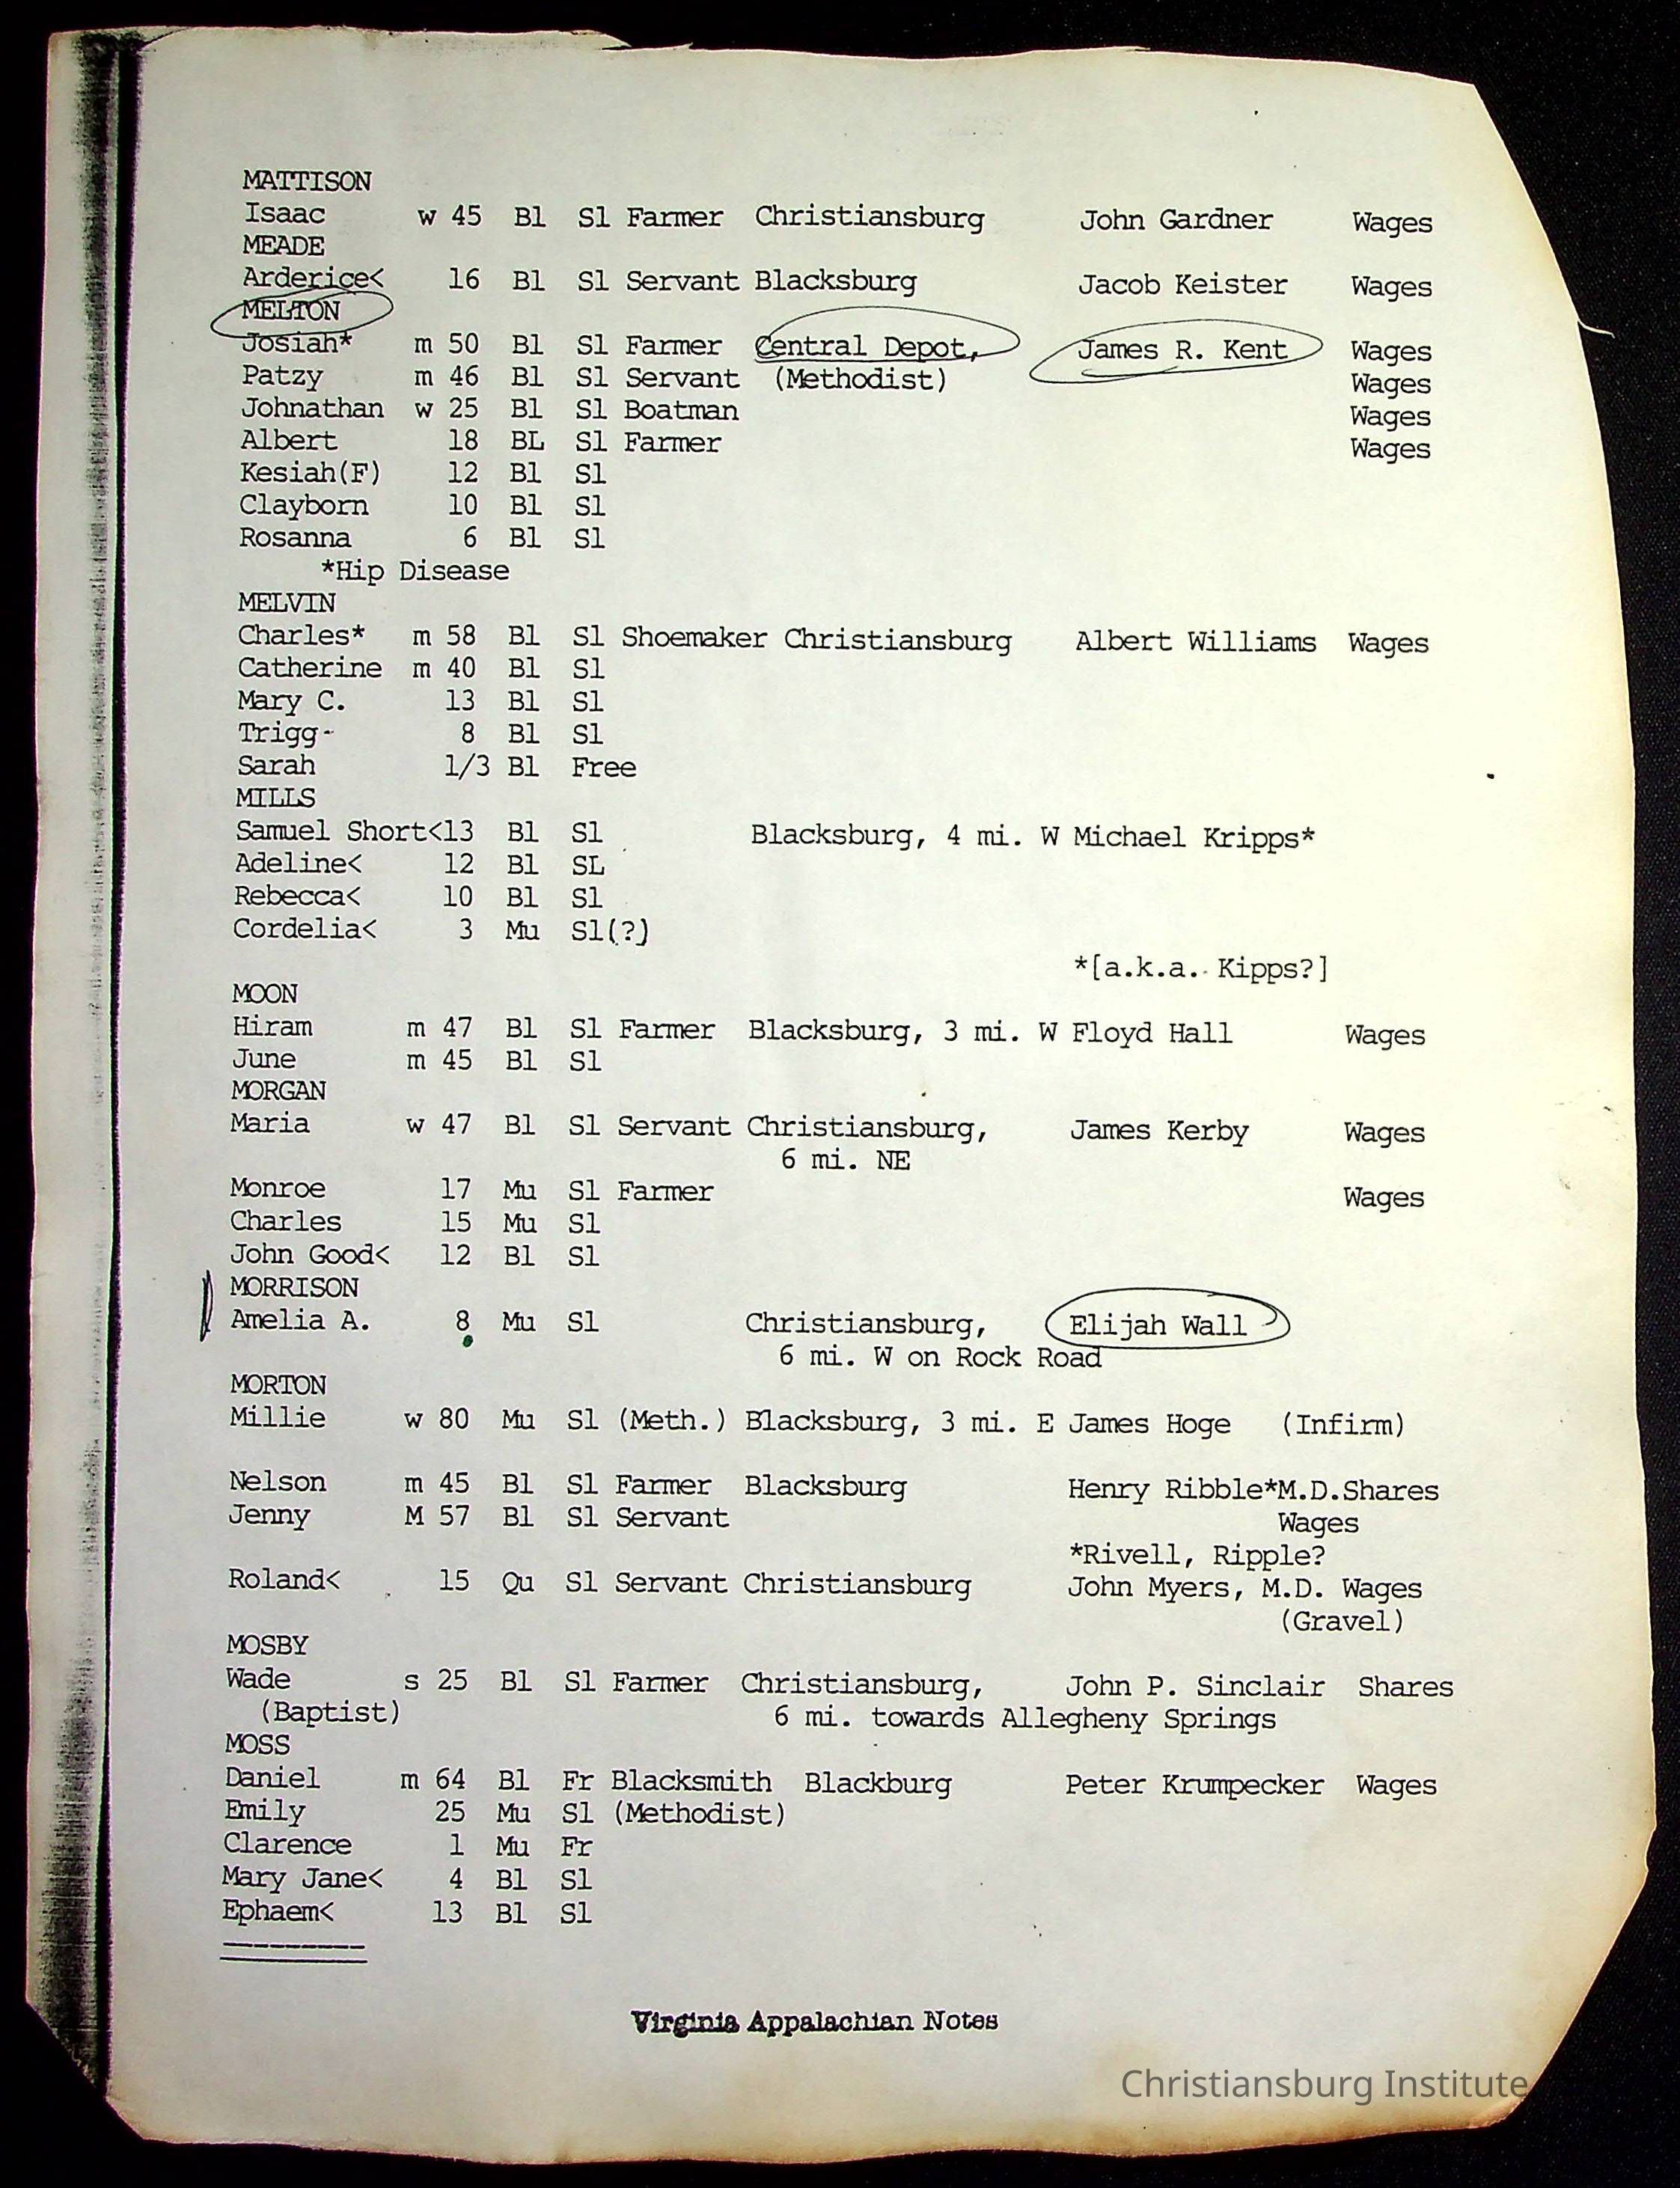 MATTISON
Isaac w 45 Bl Sl Farmer Christiansburg John Gardner Wages
MEADE
Arderice< 16 Bl Sl Servant Blacksburg Jacob Keister Wages
MELTON
Josiah* m 50 Bl Sl Farmer Central Depot, James R. Kent Wages
Patzy m 46 Bl Sl Servant (Methodist) Wages
Johnathan w 25 Bl Sl Boatman Wages
Albert 18 BL Sl Farmer Wages
Kesiah(F) 12 Bl Sl
Clayborn 10 Bl Sl
Rosanna 6 Bl Sl
*Hip Disease
MELVIN
Charles* m 58 Bl Sl Shoemaker Christiansburg Albert Williams Wages
Catherine m 40 Bl Sl
Mary C. 13 Bl Sl
Trigg- 8 Bl Sl
Sarah 1/3 Bl Free
MILLS
Samuel Short<13 Bl Sl Blacksburg, 4 mi. W Michael Kripps*
Adeline< 12 Bl SL
Rebecca< 10 Bl Sl
Cordelia< 3 Mu Sl(?)
*[a.k.a. Kipps?]
MOON
Hiram m 47 Bl Sl Farmer Blacksburg, 3 mi. W Floyd Hall Wages
June m 45 Bl Sl
MORGAN
Maria w 47 Bl Sl Servant Christiansburg, James Kerby Wages
6 mi. NE
Monroe 17 Mu Sl Farmer Wages
Charles 15 Mu Sl
John Good< 12 Bl Sl
MORRISON
Amelia A. 8 Mu Sl Christiansburg, Elijah Wall
6 mi. W on Rock Road
MORTON
Millie w 80 Mu Sl (Meth.) Blacksburg, 3 mi. E James Hoge (Infirm)
Nelson m 45 Bl Sl Farmer Blacksburg Henry Ribble*M.D.Shares
Jenny M 57 Bl Sl Servant Wages
*Rivell, Ripple?
Roland< 15 Qu Sl Servant Christiansburg John Myers, M.D. Wages
(Gravel)
MOSBY
Wade s 25 Bl Sl Farmer Christiansburg, John P. Sinclair Shares
(Baptist) 6 mi. towards Allegheny Springs
MOSS
Daniel m 64 Bl Fr Blacksmith Blackburg Peter Krumpecker Wages
Emily 25 Mu Sl (Methodist)
Clarence 1 Mu Fr
Mary Jane< 4 Bl Sl
Ephaem< 13 Bl Sl
Virginia Appalachian Notes
Christiansburg Institute